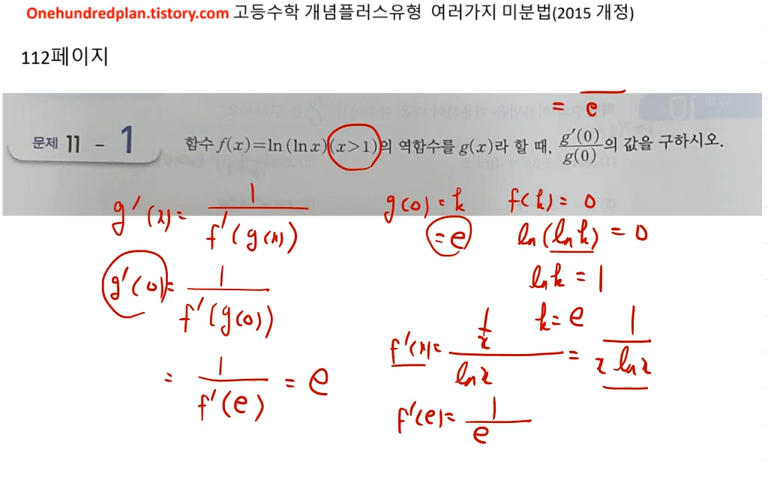 Onehundredplan.tistory.com 고등수학 개념플러스유형 여러가지 미분법(2015 개정)
112페이지
= e
문제 11 - 1 함수 f(x)=ln(ln x)(x>1)의 역함수를 g(x)라 할 때, g′(0)/g(0)의 값을 구하시오.
g'(x) = 1/f'(g(x))
g'(0) = 1/f'(g(0))
= 1/f'(e) = e
g(0) = k f(k) = 0
= e ln(ln k) = 0
ln k = 1
k = e
f'(x) = (1/x)/ln x = 1/(x ln x)
f'(e) = 1/e